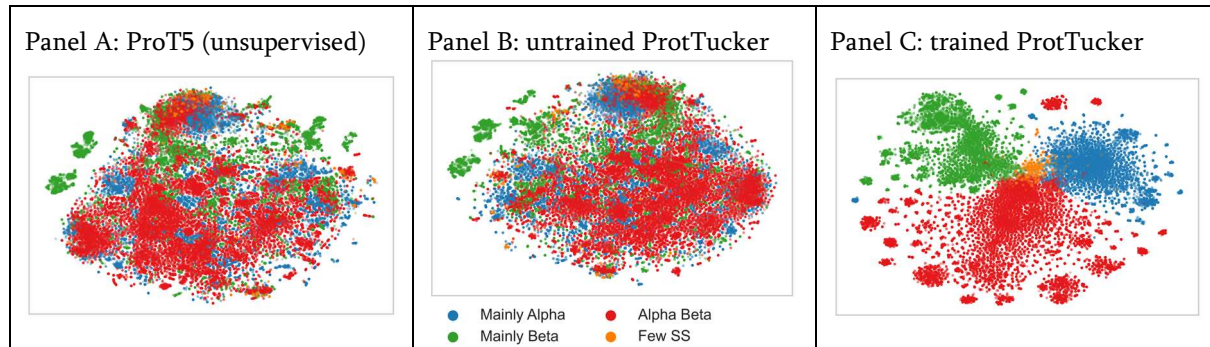 Panel A: ProT5 (unsupervised)
Panel B: untrained ProtTucker
Panel C: trained ProtTucker
Mainly Alpha
Alpha Beta
Mainly Beta
Few SS